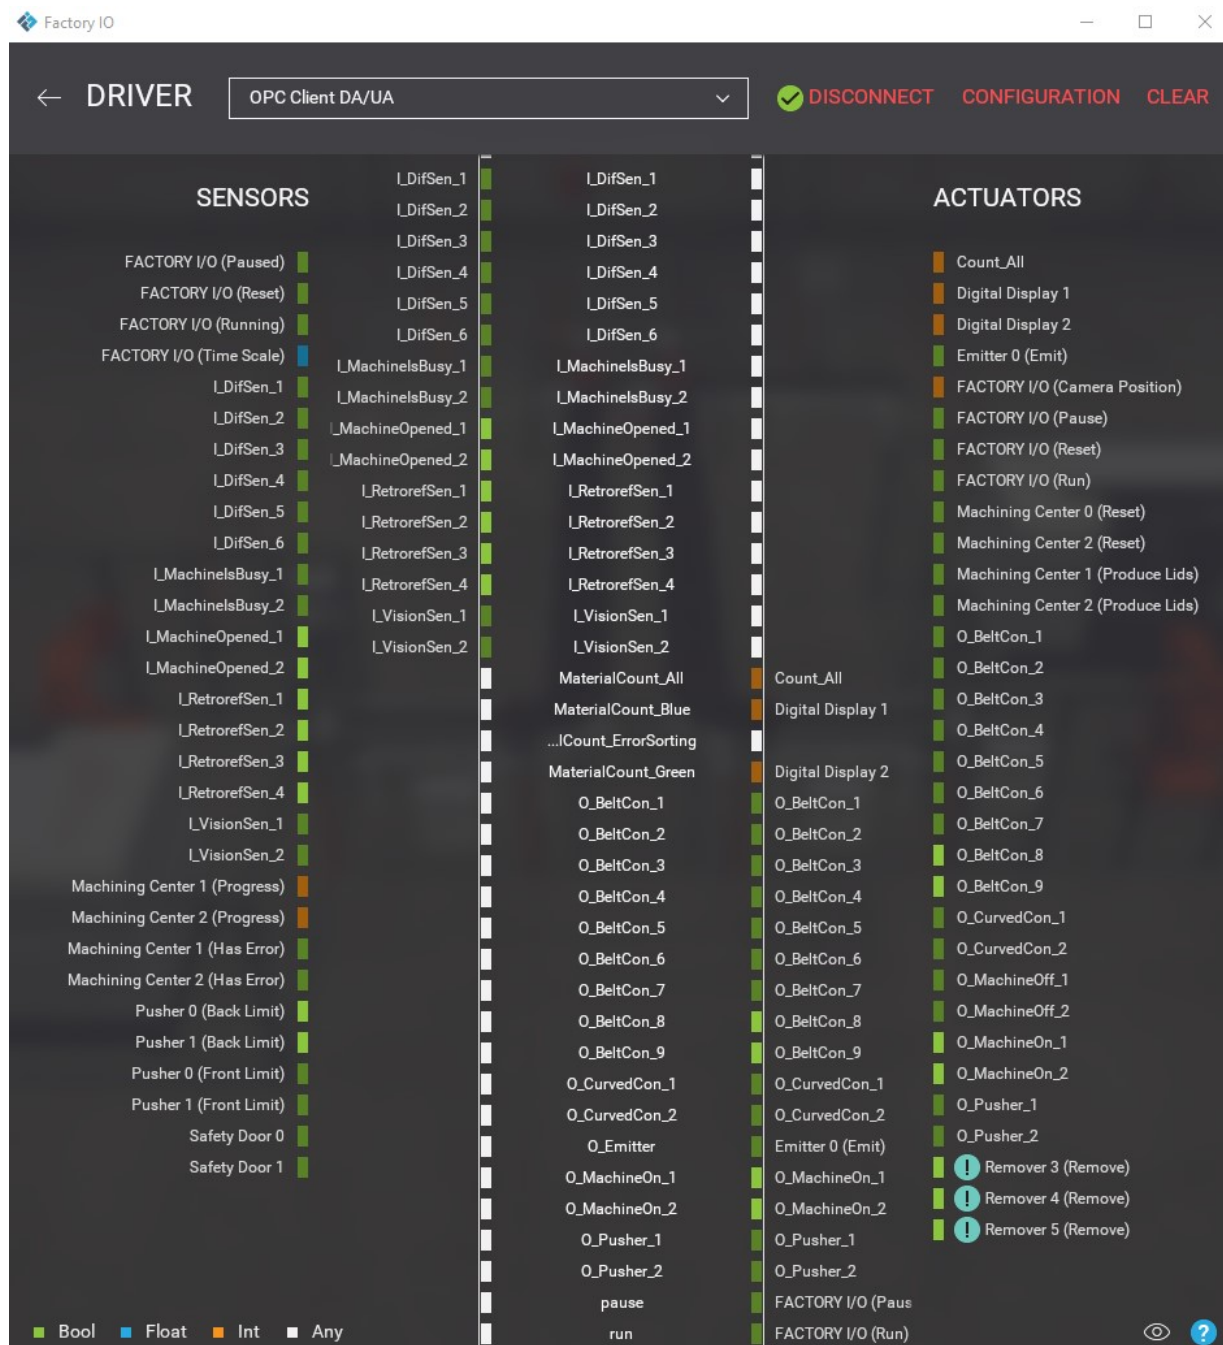 Factory IO
DRIVER
OPC Client DA/UA
DISCONNECT
CONFIGURATION
CLEAR
SENSORS
FACTORY I/O (Paused)
FACTORY I/O (Reset)
FACTORY I/O (Running)
FACTORY I/O (Time Scale)
I_DifSen_1
I_DifSen_2
I_DifSen_3
I_DifSen_4
I_DifSen_5
I_DifSen_6
I_MachineIsBusy_1
I_MachineIsBusy_2
I_MachineOpened_1
I_MachineOpened_2
I_RetrorefSen_1
I_RetrorefSen_2
I_RetrorefSen_3
I_RetrorefSen_4
I_VisionSen_1
I_VisionSen_2
Machining Center 1 (Progress)
Machining Center 2 (Progress)
Machining Center 1 (Has Error)
Machining Center 2 (Has Error)
Pusher 0 (Back Limit)
Pusher 1 (Back Limit)
Pusher 0 (Front Limit)
Pusher 1 (Front Limit)
Safety Door 0
Safety Door 1
I_DifSen_1
I_DifSen_2
I_DifSen_3
I_DifSen_4
I_DifSen_5
I_DifSen_6
I_MachineIsBusy_1
I_MachineIsBusy_2
I_MachineOpened_1
I_MachineOpened_2
I_RetrorefSen_1
I_RetrorefSen_2
I_RetrorefSen_3
I_RetrorefSen_4
I_VisionSen_1
I_VisionSen_2
I_DifSen_1
I_DifSen_2
I_DifSen_3
I_DifSen_4
I_DifSen_5
I_DifSen_6
I_MachineIsBusy_1
I_MachineIsBusy_2
I_MachineOpened_1
I_MachineOpened_2
I_RetrorefSen_1
I_RetrorefSen_2
I_RetrorefSen_3
I_RetrorefSen_4
I_VisionSen_1
I_VisionSen_2
MaterialCount_All
MaterialCount_Blue
...lCount_ErrorSorting
MaterialCount_Green
O_BeltCon_1
O_BeltCon_2
O_BeltCon_3
O_BeltCon_4
O_BeltCon_5
O_BeltCon_6
O_BeltCon_7
O_BeltCon_8
O_BeltCon_9
O_CurvedCon_1
O_CurvedCon_2
O_Emitter
O_MachineOn_1
O_MachineOn_2
O_Pusher_1
O_Pusher_2
pause
run
Count_All
Digital Display 1
Digital Display 2
O_BeltCon_1
O_BeltCon_2
O_BeltCon_3
O_BeltCon_4
O_BeltCon_5
O_BeltCon_6
O_BeltCon_7
O_BeltCon_8
O_BeltCon_9
O_CurvedCon_1
O_CurvedCon_2
Emitter 0 (Emit)
O_MachineOn_1
O_MachineOn_2
O_Pusher_1
O_Pusher_2
FACTORY I/O (Paus
FACTORY I/O (Run)
ACTUATORS
Count_All
Digital Display 1
Digital Display 2
Emitter 0 (Emit)
FACTORY I/O (Camera Position)
FACTORY I/O (Pause)
FACTORY I/O (Reset)
FACTORY I/O (Run)
Machining Center 0 (Reset)
Machining Center 2 (Reset)
Machining Center 1 (Produce Lids)
Machining Center 2 (Produce Lids)
O_BeltCon_1
O_BeltCon_2
O_BeltCon_3
O_BeltCon_4
O_BeltCon_5
O_BeltCon_6
O_BeltCon_7
O_BeltCon_8
O_BeltCon_9
O_CurvedCon_1
O_CurvedCon_2
O_MachineOff_1
O_MachineOff_2
O_MachineOn_1
O_MachineOn_2
O_Pusher_1
O_Pusher_2
! Remover 3 (Remove)
! Remover 4 (Remove)
! Remover 5 (Remove)
Bool Float Int Any
?